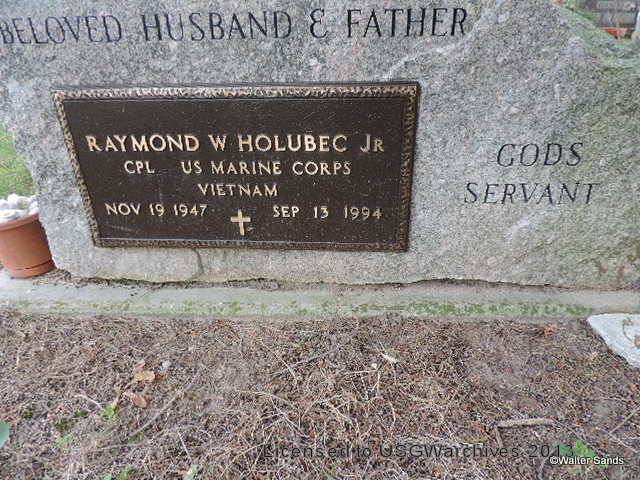 BELOVED HUSBAND & FATHER
RAYMOND W HOLUBEC JR
CPL US MARINE CORPS
VIETNAM
NOV 19 1947 SEP 13 1994
GODS
SERVANT
Licensed to USGWarchives 2013
©Walter Sands